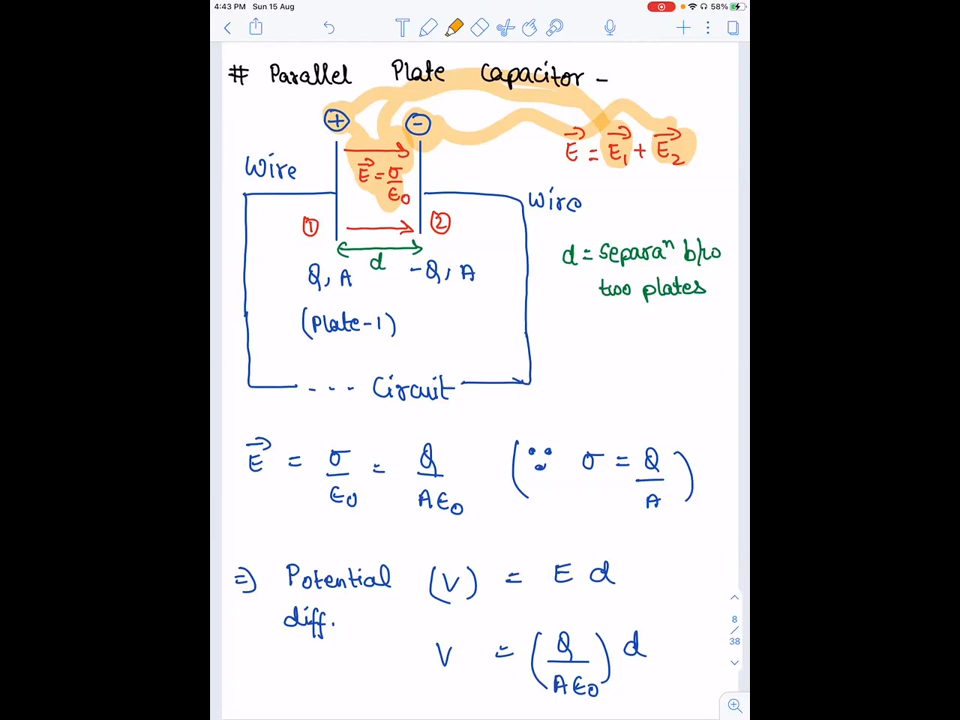 4:43 PM Sun 15 Aug 58%
# Parallel Plate Capacitor -
+ -
E = E1 + E2
Wire
E = σ/ε0
Wire
1 2
d
d = separaⁿ b/w
two plates
Q, A -Q, A
(Plate-1)
--- Circuit
E = σ/ε0 = Q/Aε0 (∵ σ = Q/A)
⇒ Potential (V) = E d
diff.
V = (Q/Aε0) d
8
/
38